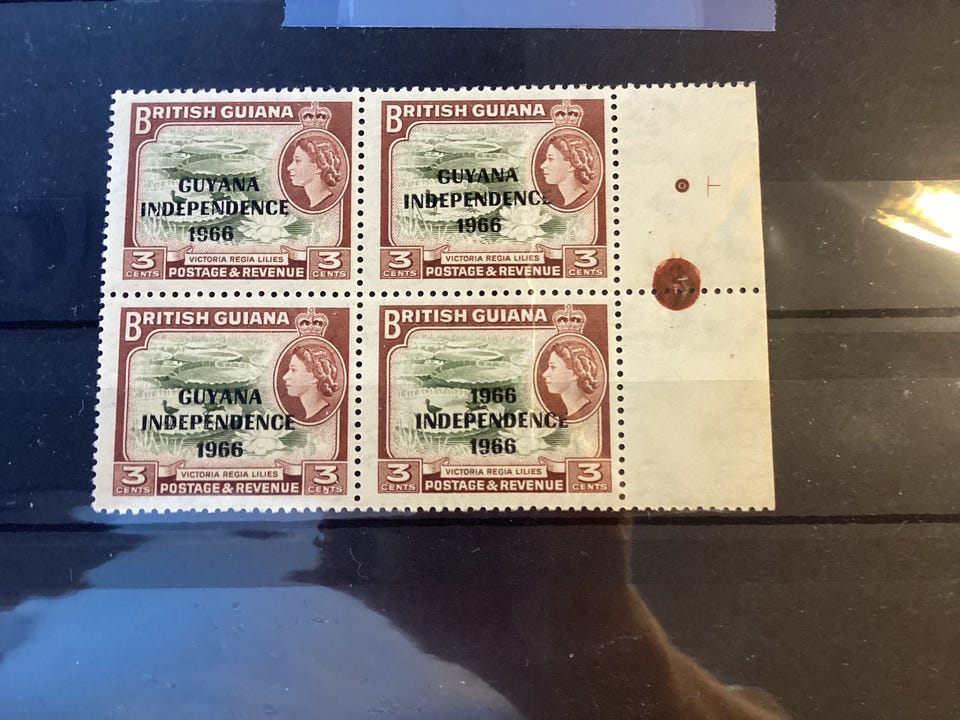 BRITISH GUIANA
GUYANA
INDEPENDENCE
1966
VICTORIA REGIA LILIES
3 CENTS POSTAGE & REVENUE 3 CENTS
BRITISH GUIANA
GUYANA
INDEPENDENCE
1966
VICTORIA REGIA LILIES
3 CENTS POSTAGE & REVENUE 3 CENTS
BRITISH GUIANA
GUYANA
INDEPENDENCE
1966
VICTORIA REGIA LILIES
3 CENTS POSTAGE & REVENUE 3 CENTS
BRITISH GUIANA
1966
INDEPENDENCE
1966
VICTORIA REGIA LILIES
3 CENTS POSTAGE & REVENUE 3 CENTS